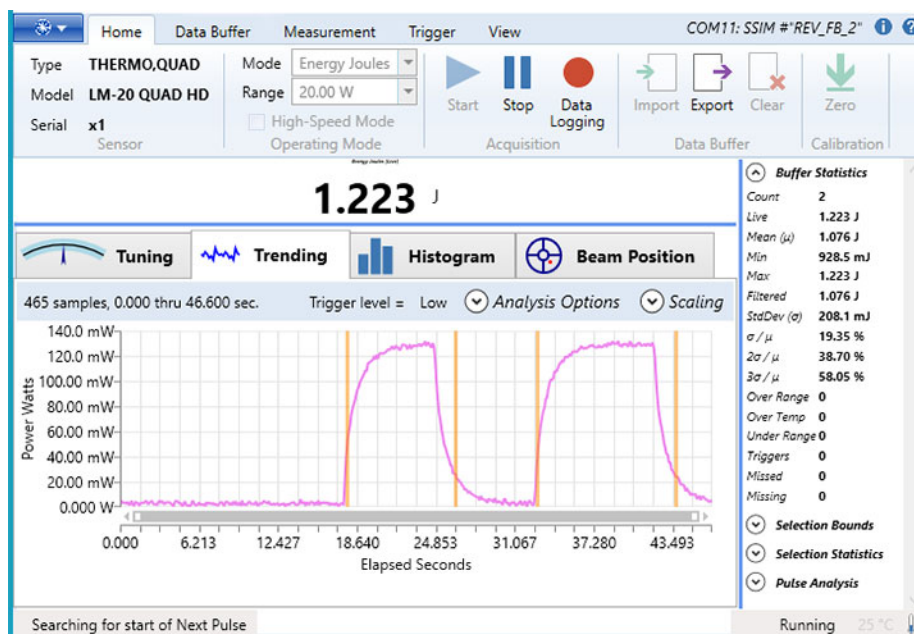 Home Data Buffer Measurement Trigger View COM11: SSIM #"REV_FB_2"
Type THERMO,QUAD
Model LM-20 QUAD HD
Serial x1
Sensor
Mode Energy Joules
Range 20.00 W
High-Speed Mode
Operating Mode
Start Stop Data Logging
Acquisition
Import Export Clear
Data Buffer
Zero
Calibration
Energy Joules (Live)
1.223 J
Tuning Trending Histogram Beam Position
465 samples, 0.000 thru 46.600 sec. Trigger level = Low Analysis Options Scaling
Power Watts
140.0 mW
120.0 mW
100.00 mW
80.00 mW
60.00 mW
40.00 mW
20.00 mW
0.000 W
0.000 6.213 12.427 18.640 24.853 31.067 37.280 43.493
Elapsed Seconds
Buffer Statistics
Count 2
Live 1.223 J
Mean (μ) 1.076 J
Min 928.5 mJ
Max 1.223 J
Filtered 1.076 J
StdDev (σ) 208.1 mJ
σ / μ 19.35 %
2σ / μ 38.70 %
3σ / μ 58.05 %
Over Range 0
Over Temp 0
Under Range 0
Triggers 0
Missed 0
Missing 0
Selection Bounds
Selection Statistics
Pulse Analysis
Searching for start of Next Pulse Running 25 °C